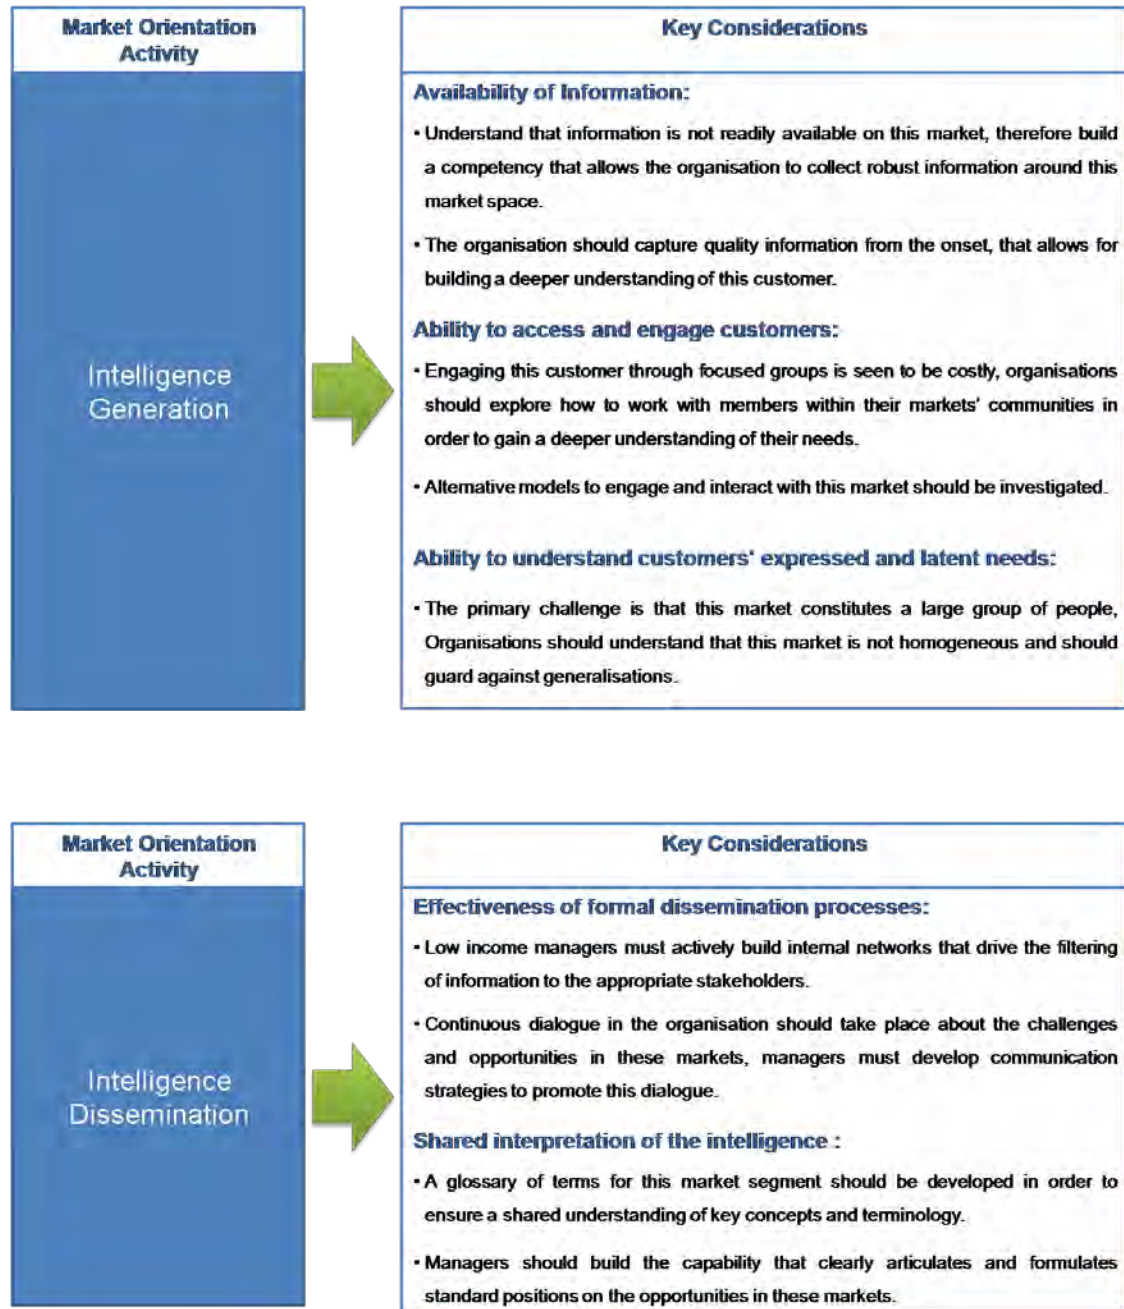 Market Orientation
Activity
Key Considerations
Intelligence
Generation
Availability of Information:
• Understand that information is not readily available on this market, therefore build
a competency that allows the organisation to collect robust information around this
market space.
• The organisation should capture quality information from the onset, that allows for
building a deeper understanding of this customer.
Ability to access and engage customers:
• Engaging this customer through focused groups is seen to be costly, organisations
should explore how to work with members within their markets' communities in
order to gain a deeper understanding of their needs.
• Alternative models to engage and interact with this market should be investigated.
Ability to understand customers' expressed and latent needs:
• The primary challenge is that this market constitutes a large group of people,
Organisations should understand that this market is not homogeneous and should
guard against generalisations.
Market Orientation
Activity
Key Considerations
Intelligence
Dissemination
Effectiveness of formal dissemination processes:
• Low income managers must actively build internal networks that drive the filtering
of information to the appropriate stakeholders.
• Continuous dialogue in the organisation should take place about the challenges
and opportunities in these markets, managers must develop communication
strategies to promote this dialogue.
Shared interpretation of the intelligence :
• A glossary of terms for this market segment should be developed in order to
ensure a shared understanding of key concepts and terminology.
• Managers should build the capability that clearly articulates and formulates
standard positions on the opportunities in these markets.